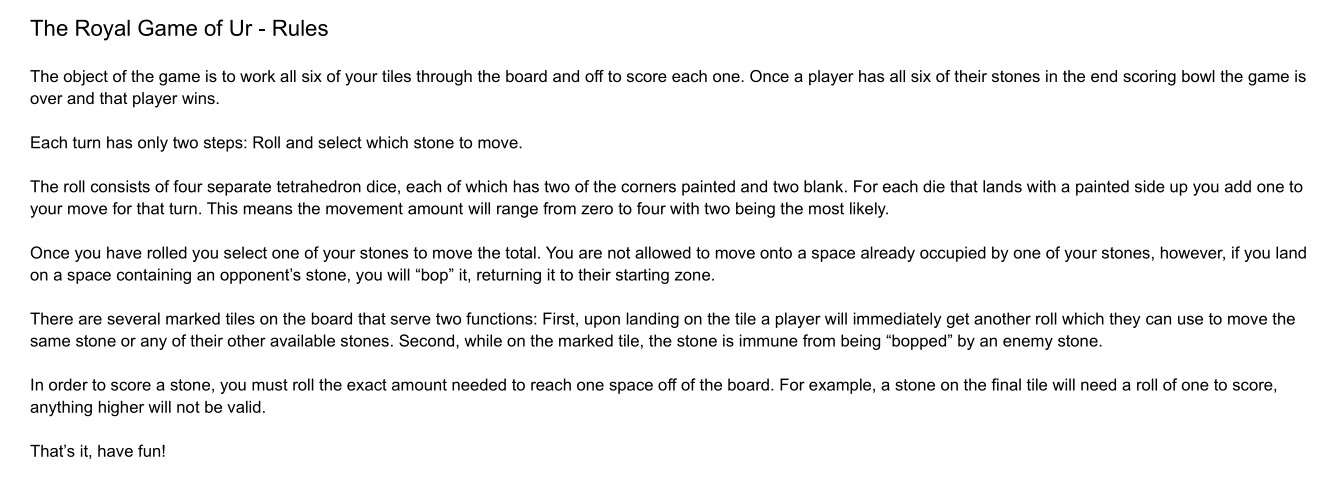 The Royal Game of Ur - Rules
The object of the game is to work all six of your tiles through the board and off to score each one. Once a player has all six of their stones in the end scoring bowl the game is
over and that player wins.
Each turn has only two steps: Roll and select which stone to move.
The roll consists of four separate tetrahedron dice, each of which has two of the corners painted and two blank. For each die that lands with a painted side up you add one to
your move for that turn. This means the movement amount will range from zero to four with two being the most likely.
Once you have rolled you select one of your stones to move the total. You are not allowed to move onto a space already occupied by one of your stones, however, if you land
on a space containing an opponent’s stone, you will “bop” it, returning it to their starting zone.
There are several marked tiles on the board that serve two functions: First, upon landing on the tile a player will immediately get another roll which they can use to move the
same stone or any of their other available stones. Second, while on the marked tile, the stone is immune from being “bopped” by an enemy stone.
In order to score a stone, you must roll the exact amount needed to reach one space off of the board. For example, a stone on the final tile will need a roll of one to score,
anything higher will not be valid.
That’s it, have fun!